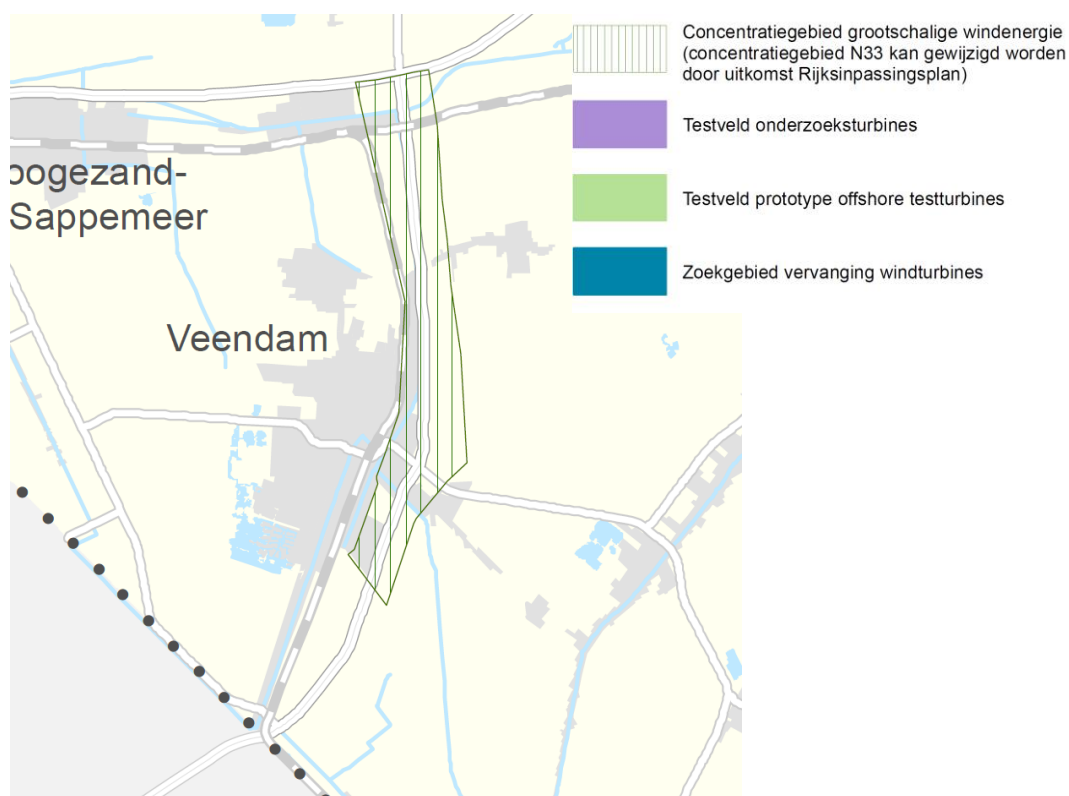 oogezand-
Sappemeer
Veendam
Concentratiegebied grootschalige windenergie
(concentratiegebied N33 kan gewijzigd worden
door uitkomst Rijksinpassingsplan)
Testveld onderzoeksturbines
Testveld prototype offshore testturbines
Zoekgebied vervanging windturbines